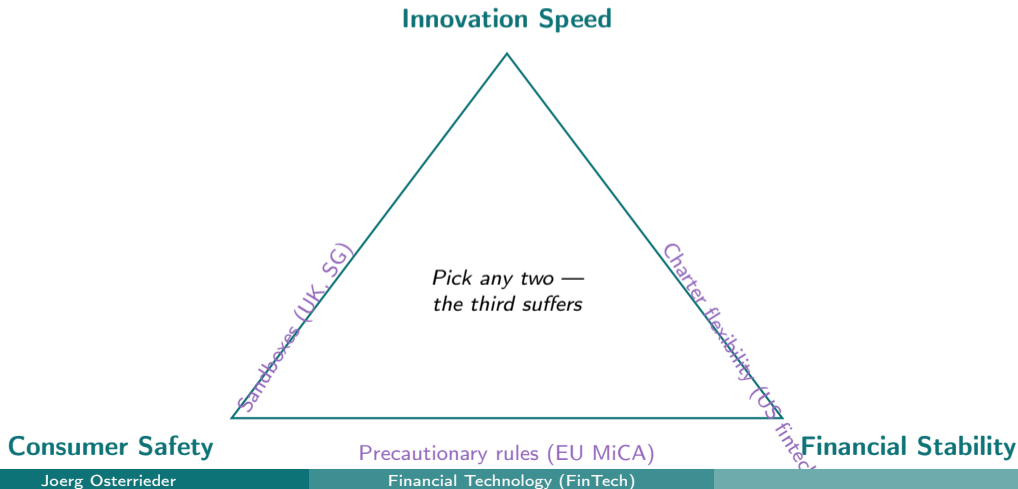 Innovation Speed
Sandboxes (UK, SG)
Charter flexibility (US fintech
Pick any two —
the third suffers
Consumer Safety
Financial Stability
Precautionary rules (EU MiCA)
Joerg Osterrieder
Financial Technology (FinTech)